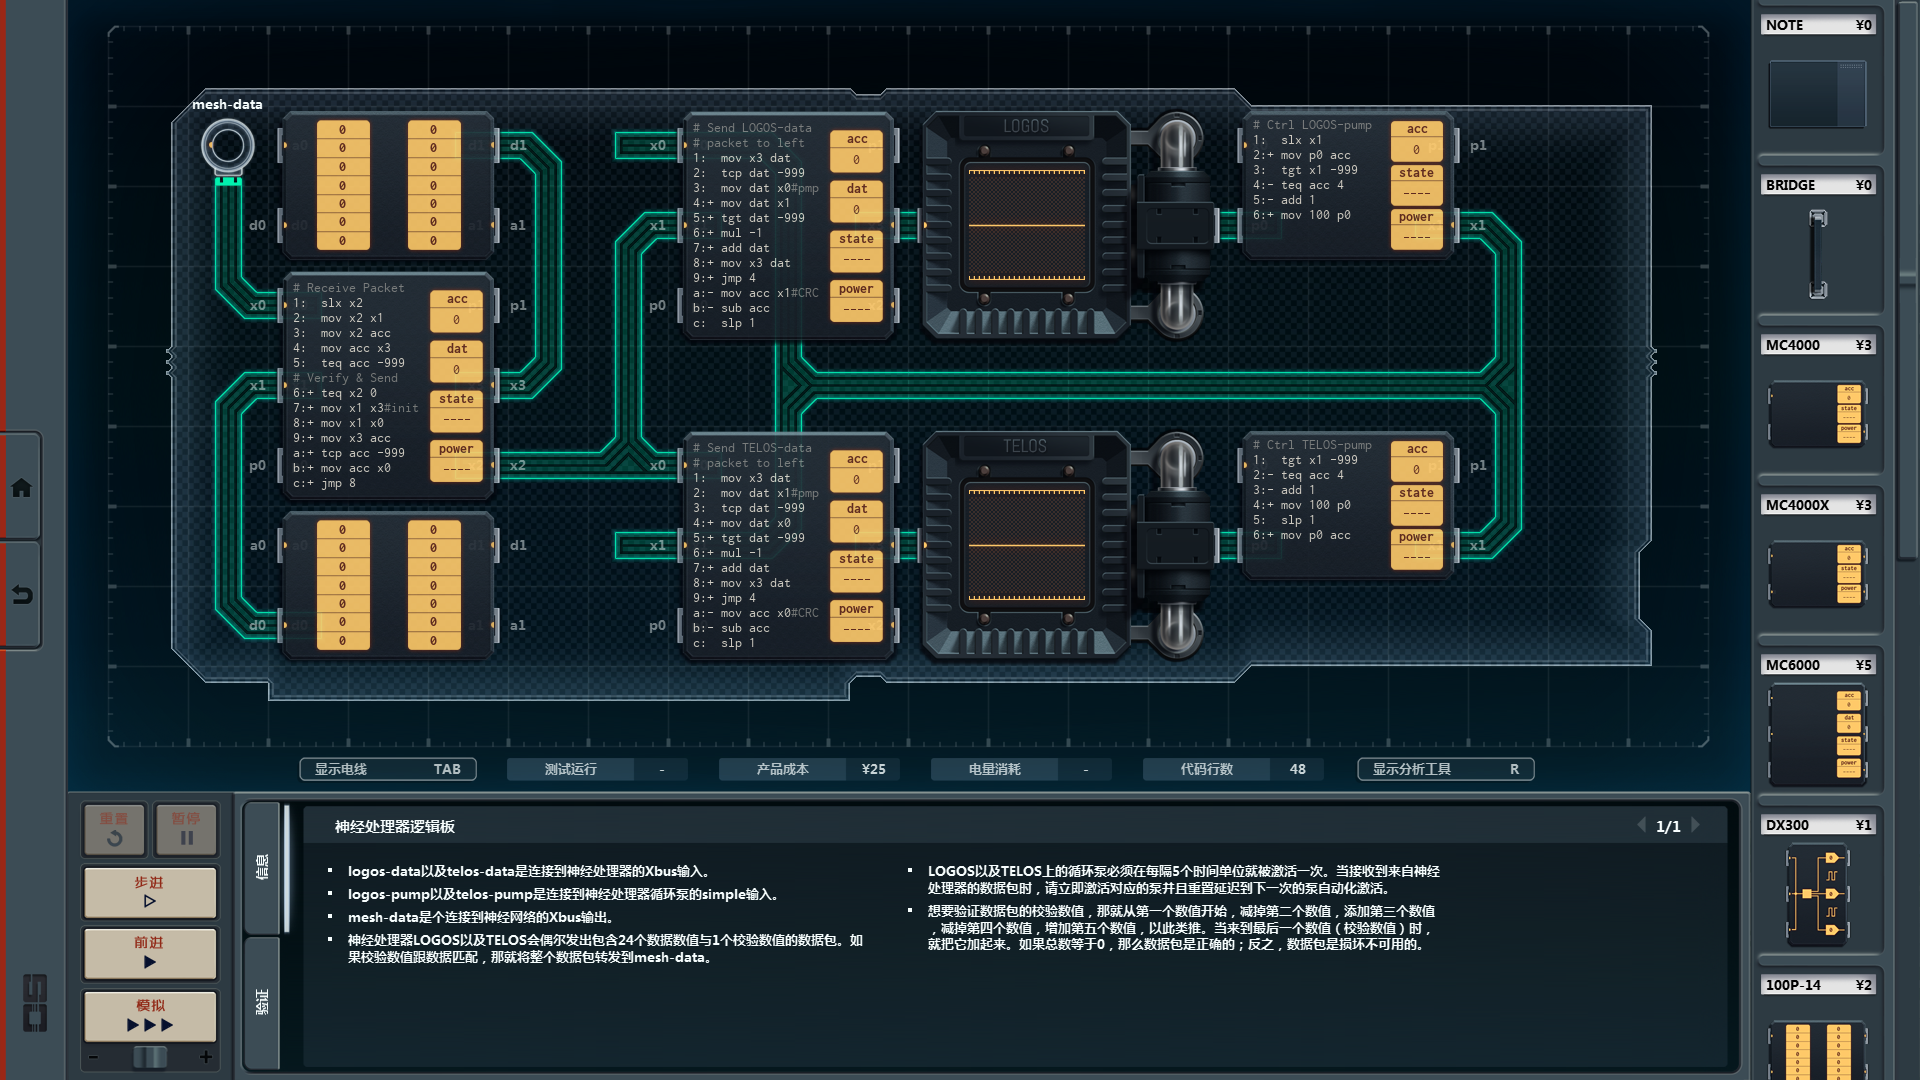 mesh-data
a0 d1 d1
d0 d0 a1 a1
0 0 0 0 0 0 0
0 0 0 0 0 0 0
x0 p1
x1 x3
p0 x2
# Receive Packet
1: slx x2
2: mov x2 x1
3: mov x2 acc
4: mov acc x3
5: teq acc -999
# Verify & Send
6:+ teq x2 0
7:+ mov x1 x3#init
8:+ mov x1 x0
9:+ mov x3 acc
a:+ tcp acc -999
b:+ mov acc x0
c:+ jmp 8
acc
0
dat
0
state
----
power
----
a0 d1
d0 a1
0 0 0 0 0 0 0
0 0 0 0 0 0 0
x0
x1
p0
# Send LOGOS-data
# packet to left
1: mov x3 dat
2: tcp dat -999
3: mov dat x0#pmp
4:+ mov dat x1
5:+ tgt dat -999
6:+ mul -1
7:+ add dat
8:+ mov x3 dat
9:+ jmp 4
a:- mov acc x1#CRC
b:- sub acc
c: slp 1
acc
0
dat
0
state
----
power
----
LOGOS
# Ctrl LOGOS-pump
1: slx x1
2:+ mov p0 acc
3: tgt x1 -999
4:- teq acc 4
5:- add 1
6:+ mov 100 p0
acc
0
state
----
power
----
p1
x1
x0
x1
p0
# Send TELOS-data
# packet to left
1: mov x3 dat
2: mov dat x1#pmp
3: tcp dat -999
4:+ mov dat x0
5:+ tgt dat -999
6:+ mul -1
7:+ add dat
8:+ mov x3 dat
9:+ jmp 4
a:- mov acc x0#CRC
b:- sub acc
c: slp 1
acc
0
dat
0
state
----
power
----
TELOS
# Ctrl TELOS-pump
1: tgt x1 -999
2:- teq acc 4
3:- add 1
4:+ mov 100 p0
5: slp 1
6:+ mov p0 acc
acc
0
state
----
power
----
p1
x1
显示电线 TAB
测试运行 -
产品成本 ¥25
电量消耗 -
代码行数 48
显示分析工具 R
重置
暂停
步进
前进
模拟
- +
信息
验证
神经处理器逻辑板
1/1
▪ logos-data以及telos-data是连接到神经处理器的Xbus输入。
▪ logos-pump以及telos-pump是连接到神经处理器循环泵的simple输入。
▪ mesh-data是个连接到神经网络的Xbus输出。
▪ 神经处理器LOGOS以及TELOS会偶尔发出包含24个数据数值与1个校验数值的数据包。如
果校验数值跟数据匹配，那就将整个数据包转发到mesh-data。
▪ LOGOS以及TELOS上的循环泵必须在每隔5个时间单位就被激活一次。当接收到来自神经
处理器的数据包时，请立即激活对应的泵并且重置延迟到下一次的泵自动化激活。
▪ 想要验证数据包的校验数值，那就从第一个数值开始，减掉第二个数值，添加第三个数值
，减掉第四个数值，增加第五个数值，以此类推。当来到最后一个数值（校验数值）时，
就把它加起来。如果总数等于0，那么数据包是正确的；反之，数据包是损坏不可用的。
NOTE ¥0
BRIDGE ¥0
MC4000 ¥3
MC4000X ¥3
MC6000 ¥5
DX300 ¥1
100P-14 ¥2